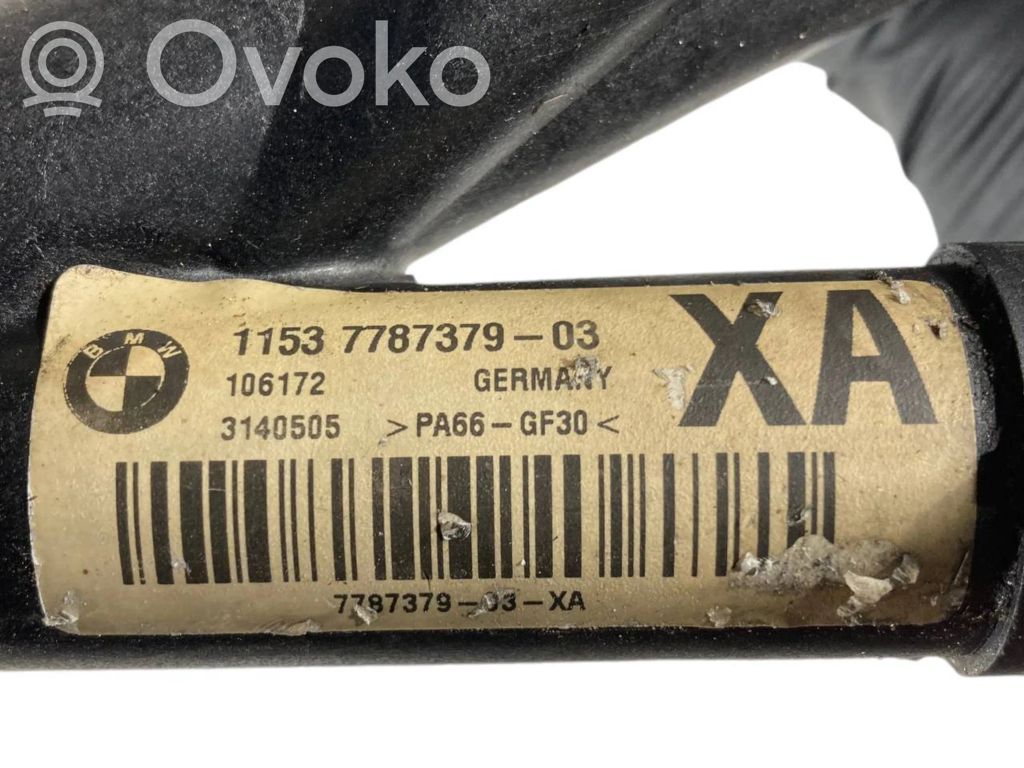 Ovoko
BMW
1153 7787379-03
XA
106172 GERMANY
3140505 >PA66-GF30<
7787379-03-XA